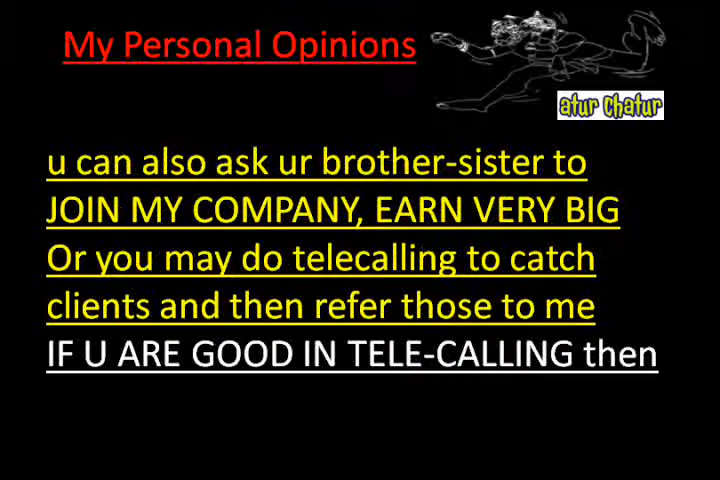 My Personal Opinions
atur chatur
u can also ask ur brother-sister to
JOIN MY COMPANY, EARN VERY BIG
Or you may do telecalling to catch
clients and then refer those to me
IF U ARE GOOD IN TELE-CALLING then